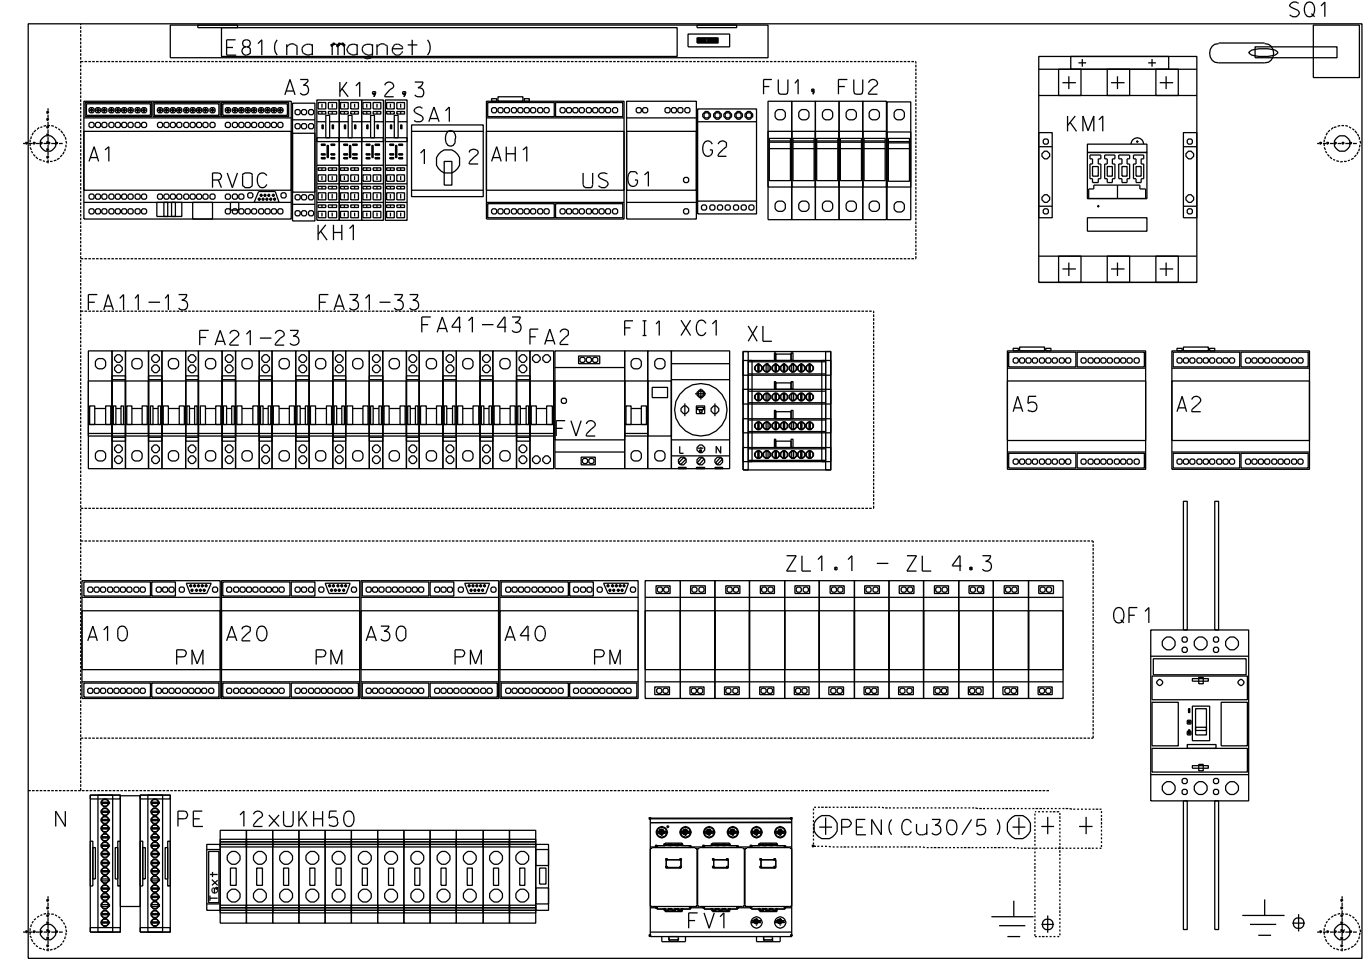 SQ1
E81(na magnet)
A3 K1,2,3
FU1, FU2
SA1
KM1
0
A1
1 2
AH1
G2
RVOC
US G1
KH1
FA11-13
FA31-33
FA41-43
FA21-23
FA2
FI1 XC1
XL
A5
A2
FV2
L N
ZL1.1 - ZL 4.3
QF1
A10
A20
A30
A40
PM
PM
PM
PM
N
PE
12xUKH50
PEN(Cu30/5)
Text
FV1